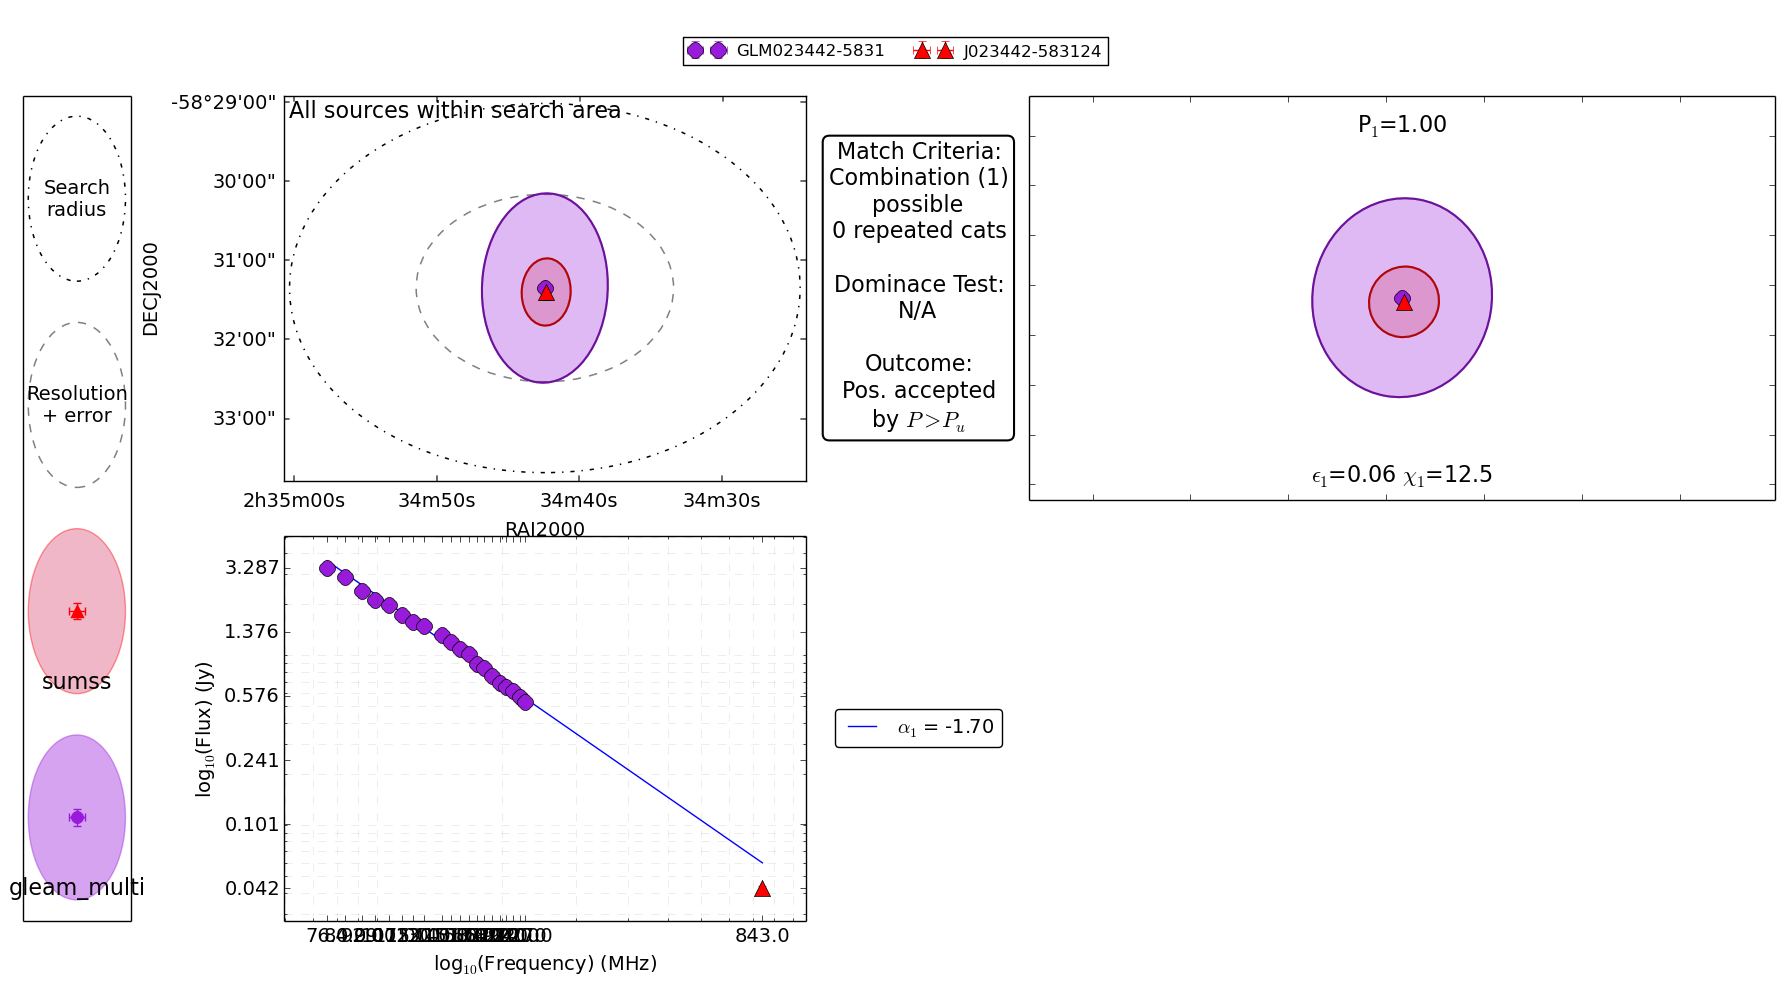 GLM023442-5831 J023442-583124
Search
radius
Resolution
+ error
sumss
gleam_multi
All sources within search area
DECJ2000
-58°29'00"
30'00"
31'00"
32'00"
33'00"
2h35m00s 34m50s 34m40s 34m30s
RAJ2000
Match Criteria:
Combination (1)
possible
0 repeated cats
Dominace Test:
N/A
Outcome:
Pos. accepted
by P>Pᵤ
P₁=1.00
ϵ₁=0.06 χ₁=12.5
log₁₀(Flux) (Jy)
3.287
1.376
0.576
0.241
0.101
0.042
843.0
log₁₀(Frequency) (MHz)
α₁ = -1.70